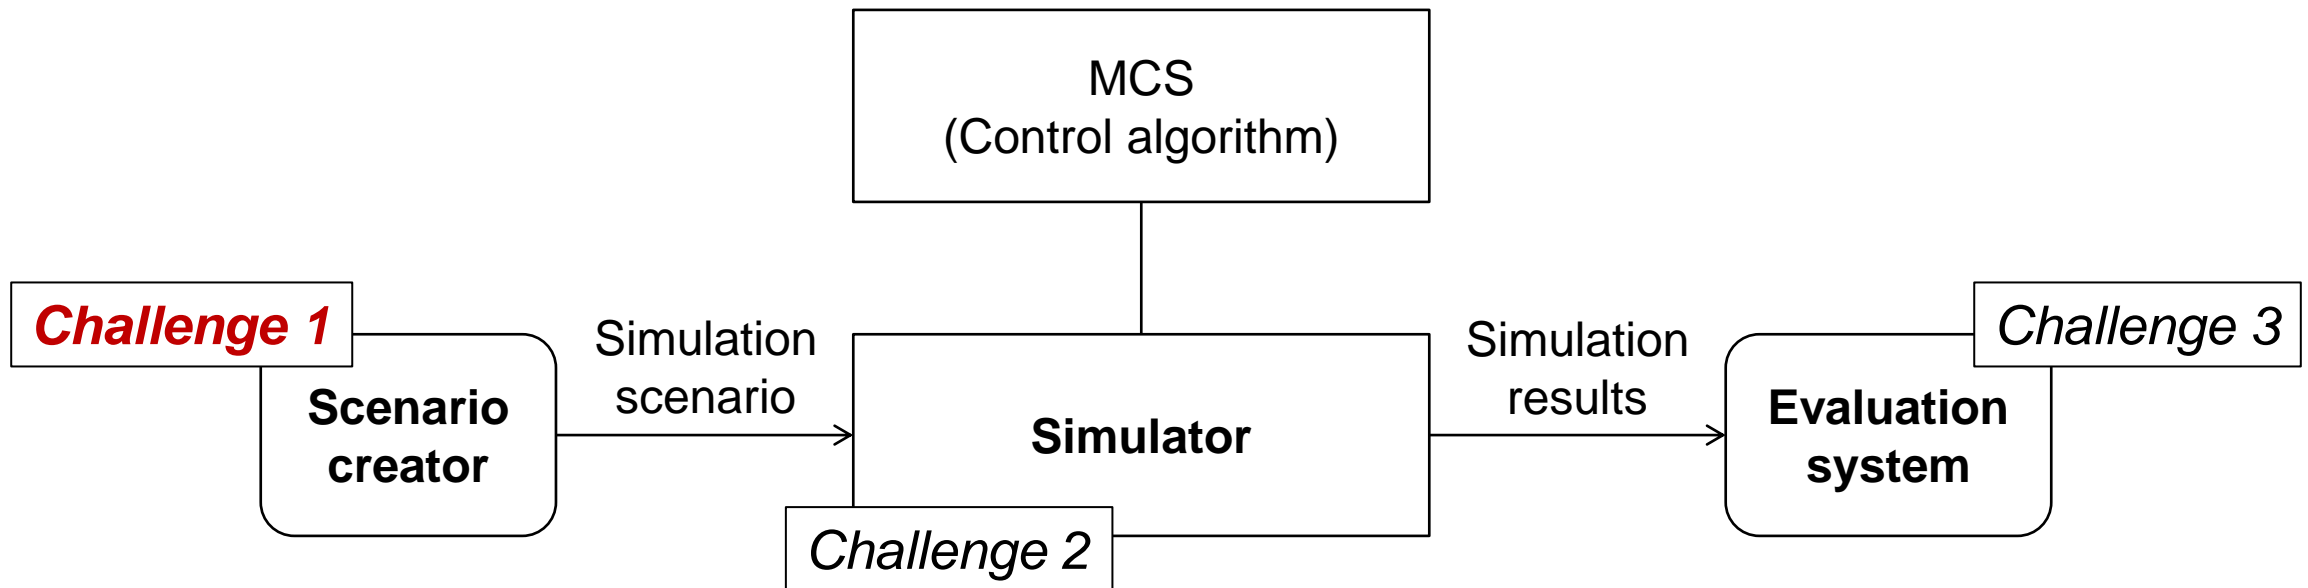 MCS
(Control algorithm)
Challenge 1
Scenario
creator
Simulation
scenario
Simulator
Challenge 2
Simulation
results
Challenge 3
Evaluation
system